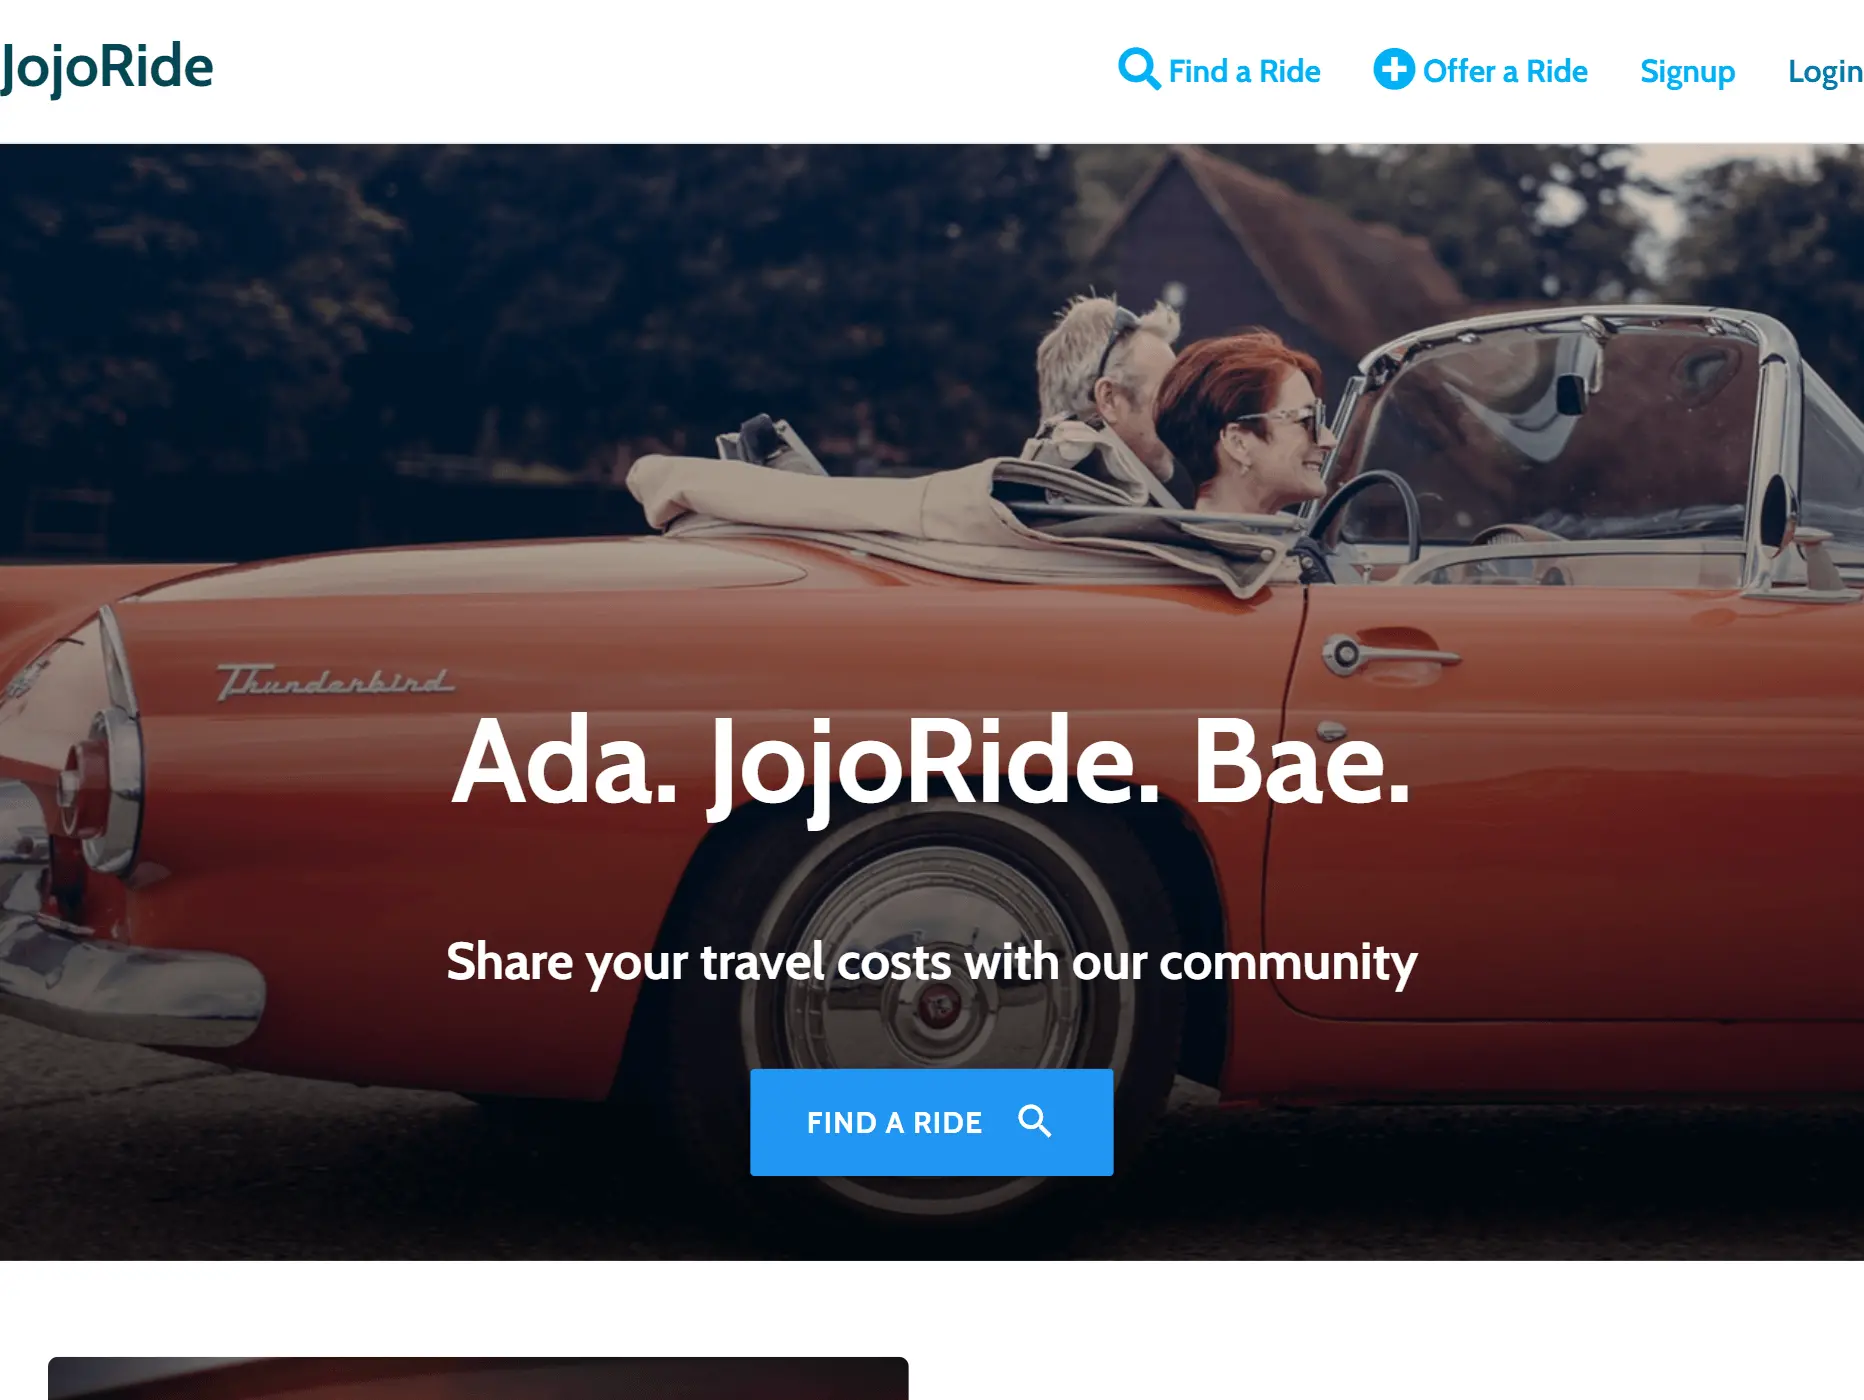 JojoRide
Find a Ride
Offer a Ride
Signup
Login
Thunderbird
Ada. JojoRide. Bae.
Share your travel costs with our community
FIND A RIDE